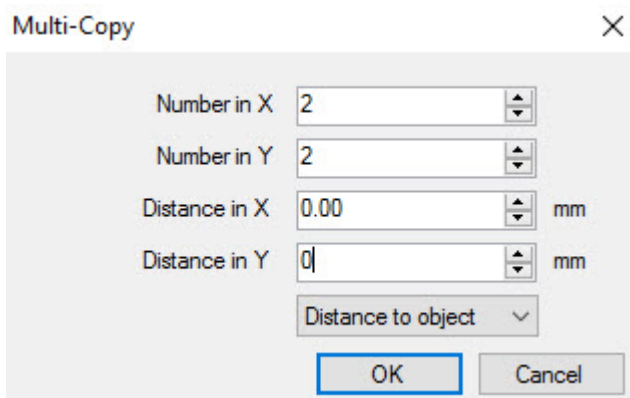 Multi-Copy
Number in X 2
Number in Y 2
Distance in X 0.00 mm
Distance in Y 0 mm
Distance to object
OK Cancel